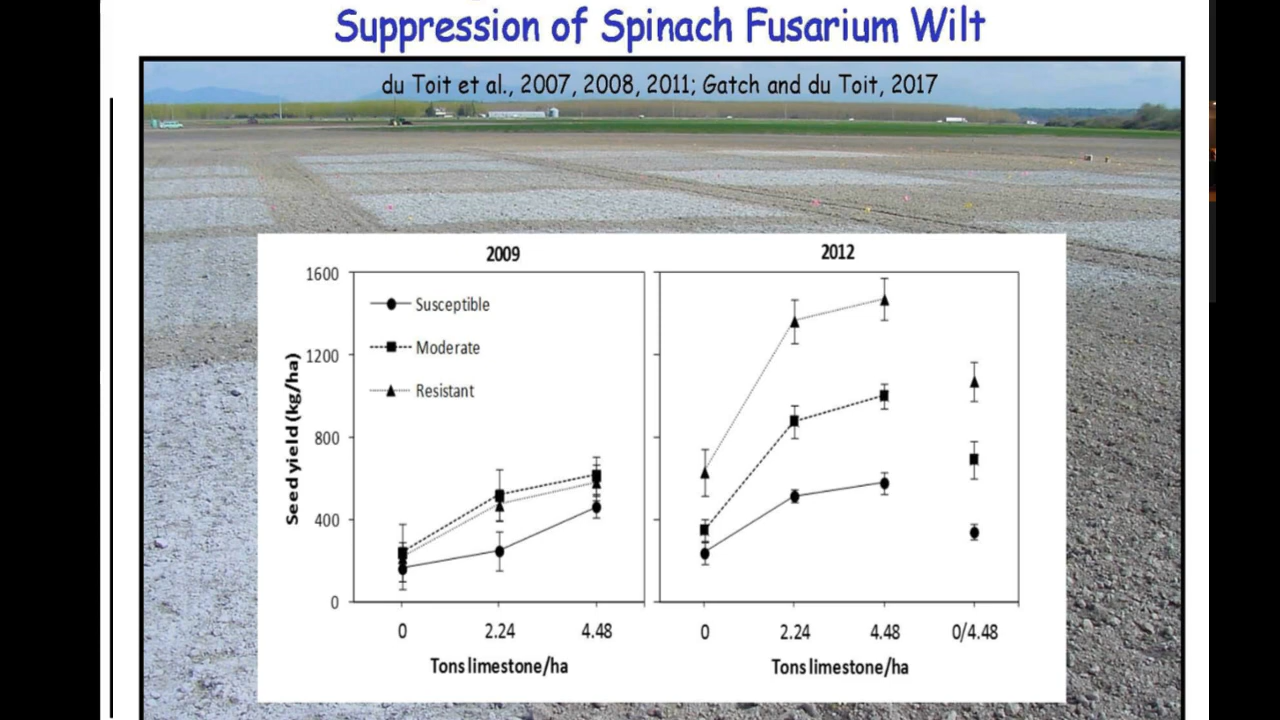 Suppression of Spinach Fusarium Wilt
du Toit et al., 2007, 2008, 2011; Gatch and du Toit, 2017
2009
2012
Seed yield (kg/ha)
1600
1200
800
400
0
Susceptible
Moderate
Resistant
0 2.24 4.48
Tons limestone/ha
0 2.24 4.48 0/4.48
Tons limestone/ha